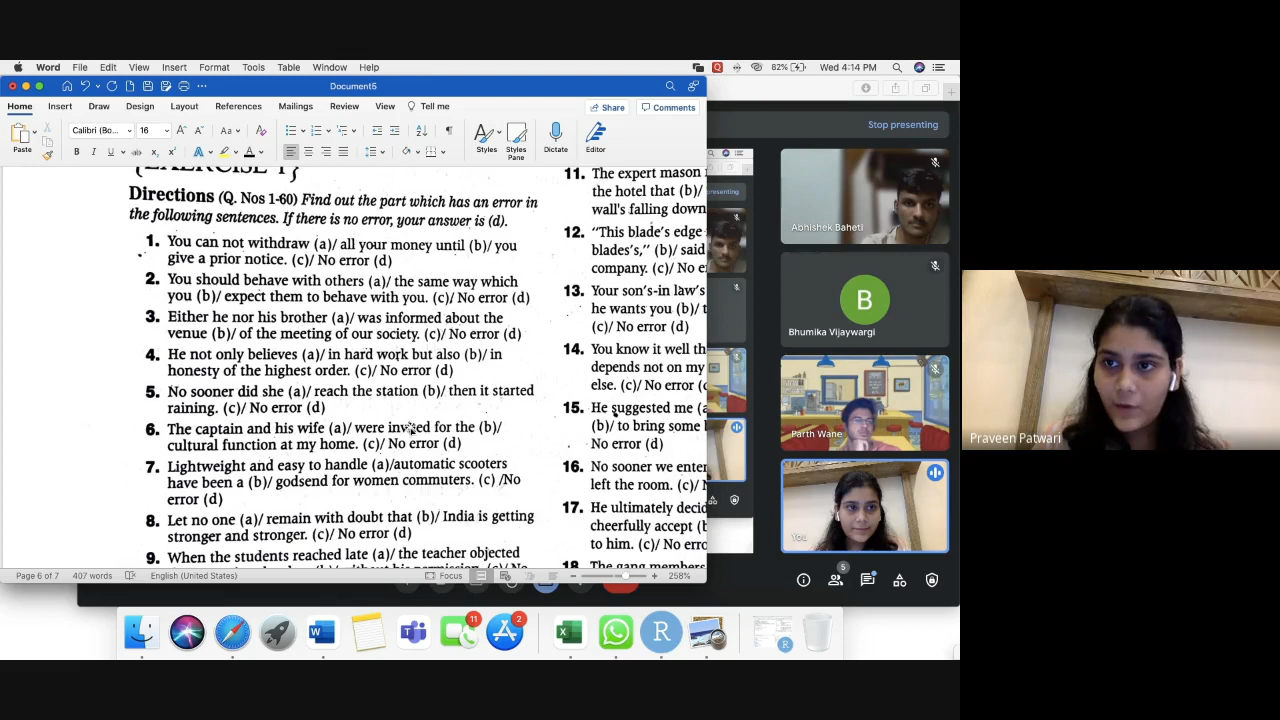 Word File Edit View Insert Format Tools Table Window Help
82% Wed 4:14 PM
Document5
Home Insert Draw Design Layout References Mailings Review View Tell me
Share Comments
Stop presenting
Calibri (Bo... 16
Paste
Styles
Styles Pane
Dictate
Editor
{EXERCISE 1}
Directions (Q. Nos 1-60) Find out the part which has an error in
the following sentences. If there is no error, your answer is (d).
1. You can not withdraw (a)/ all your money until (b)/ you
give a prior notice. (c)/ No error (d)
2. You should behave with others (a)/ the same way which
you (b)/ expect them to behave with you. (c)/ No error (d)
3. Either he nor his brother (a)/ was informed about the
venue (b)/ of the meeting of our society. (c)/ No error (d)
4. He not only believes (a)/ in hard work but also (b)/ in
honesty of the highest order. (c)/ No error (d)
5. No sooner did she (a)/ reach the station (b)/ then it started
raining. (c)/ No error (d)
6. The captain and his wife (a)/ were invited for the (b)/
cultural function at my home. (c)/ No error (d)
7. Lightweight and easy to handle (a)/automatic scooters
have been a (b)/ godsend for women commuters. (c) /No
error (d)
8. Let no one (a)/ remain with doubt that (b)/ India is getting
stronger and stronger. (c)/ No error (d)
9. When the students reached late (a)/ the teacher objected
11. The expert mason
the hotel that (b)/
wall's falling down
12. "This blade's edge
blades's," (b)/ said
company. (c)/ No e
13. Your son's-in law's
he wants you (b)/ t
(c)/ No error (d)
14. You know it well th
depends not on my
else. (c)/ No error (
15. He suggested me (a
(b)/ to bring some
No error (d)
16. No sooner we enter
left the room. (c)/ N
17. He ultimately decid
cheerfully accept (b
to him. (c)/ No erro
18. The gang members
presenting
Abhishek Baheti
B
Bhumika Vijaywargi
Parth Wane
You
Praveen Patwari
5
Page 6 of 7 407 words English (United States) Focus 258%
11
2